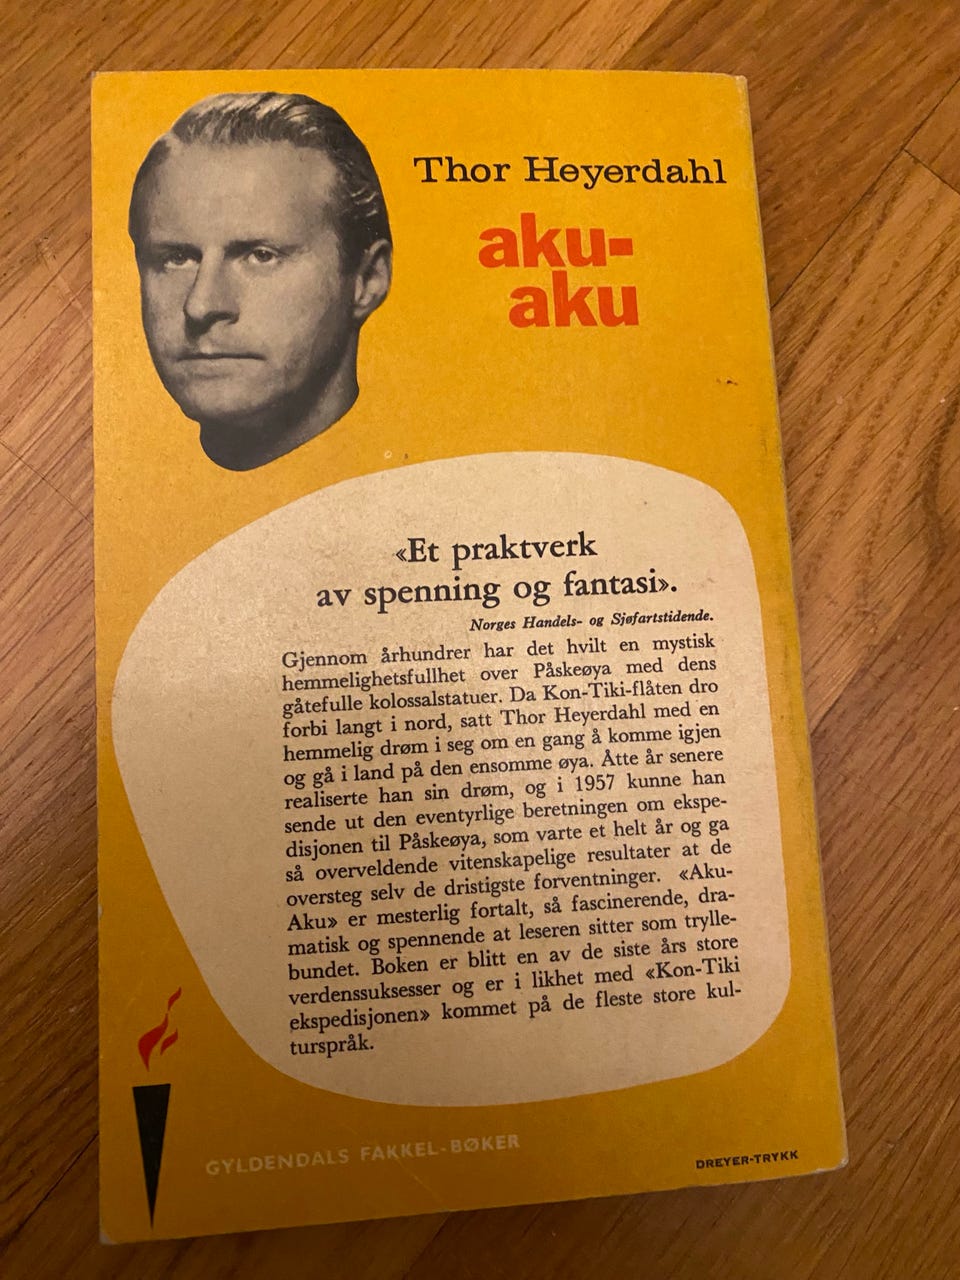 Thor Heyerdahl
aku-
aku
«Et praktverk
av spenning og fantasi».
Norges Handels- og Sjøfartstidende.
Gjennom århundrer har det hvilt en mystisk
hemmelighetsfullhet over Påskeøya med dens
gåtefulle kolossalstatuer. Da Kon-Tiki-flåten dro
forbi langt i nord, satt Thor Heyerdahl med en
hemmelig drøm i seg om en gang å komme igjen
og gå i land på den ensomme øya. Åtte år senere
realiserte han sin drøm, og i 1957 kunne han
sende ut den eventyrlige beretningen om ekspe-
disjonen til Påskeøya, som varte et helt år og ga
så overveldende vitenskapelige resultater at de
oversteg selv de dristigste forventninger. «Aku-
Aku» er mesterlig fortalt, så fascinerende, dra-
matisk og spennende at leseren sitter som trylle-
bundet. Boken er blitt en av de siste års store
verdenssuksesser og er i likhet med «Kon-Tiki
ekspedisjonen» kommet på de fleste store kul-
turspråk.
GYLDENDALS FAKKEL-BØKER
DREYER-TRYKK